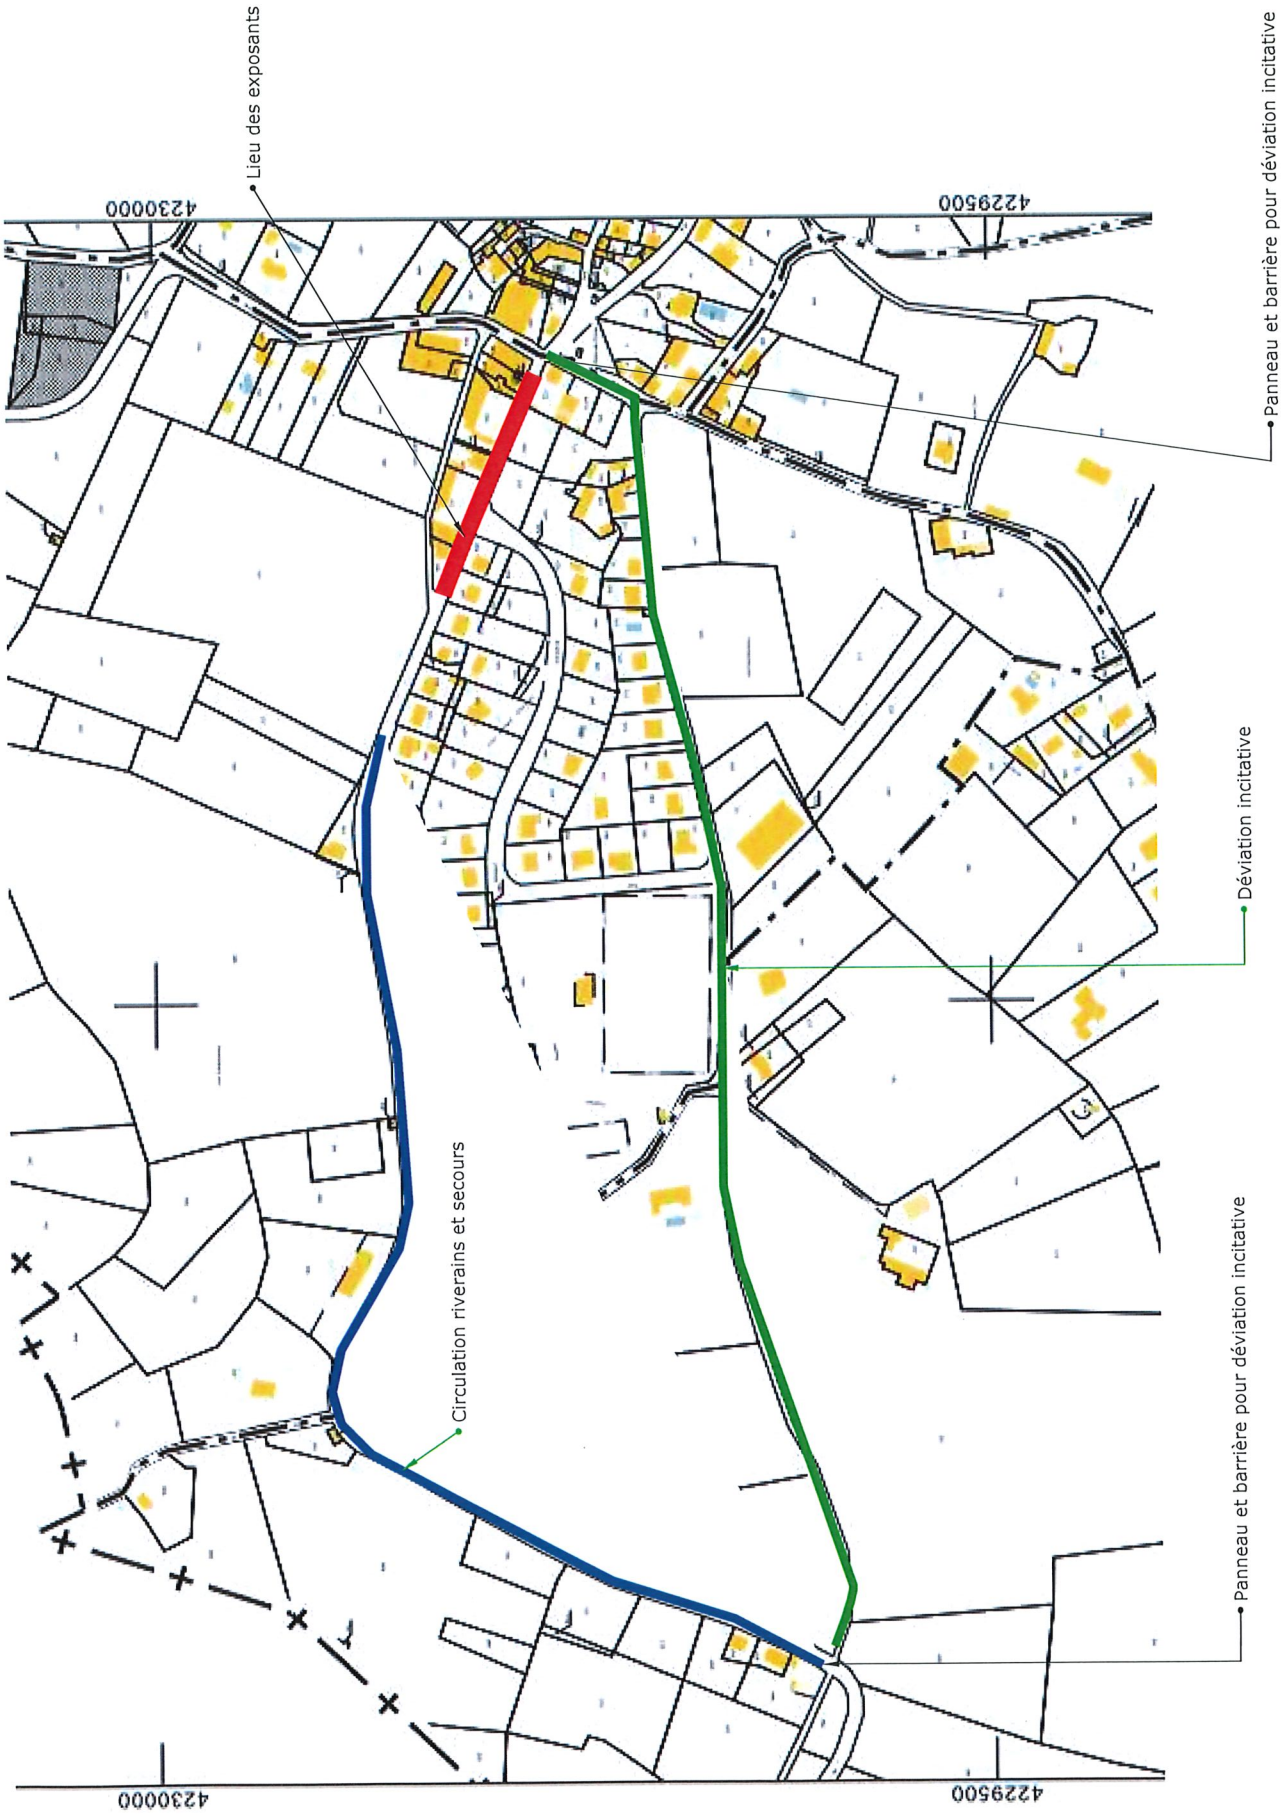 Lieu des exposants
Panneau et barrière pour déviation incitative
4230000
4229500
Déviation incitative
Circulation riverains et secours
Panneau et barrière pour déviation incitative
4230000
4229500